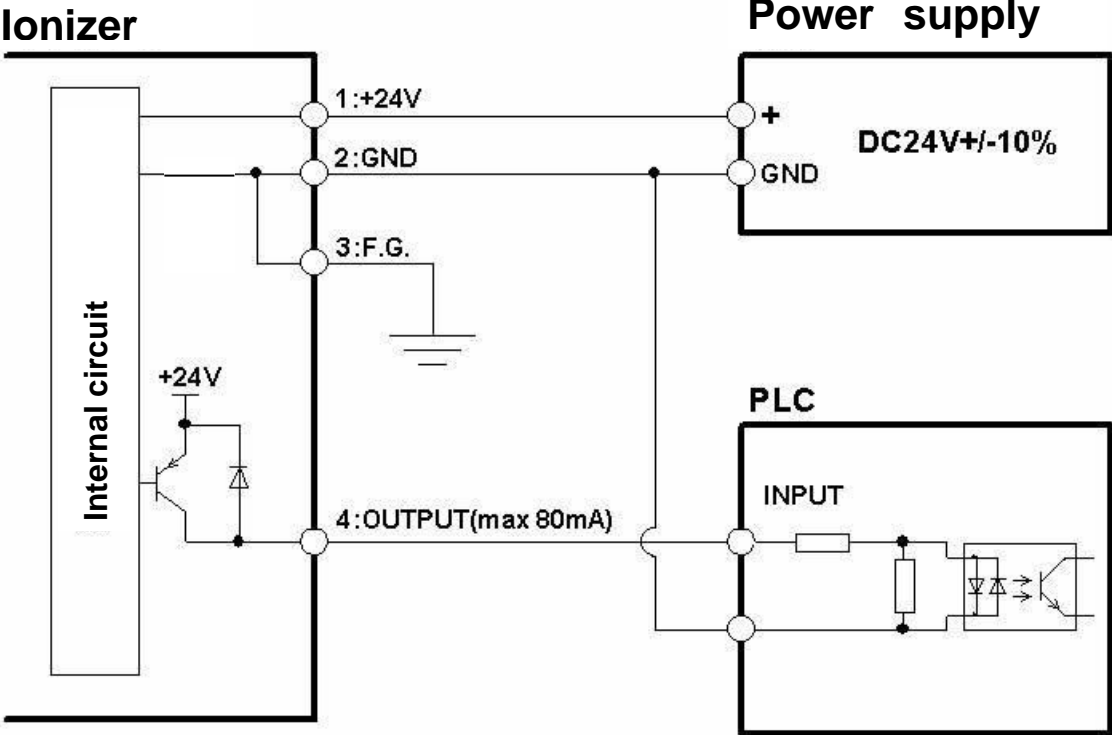 Ionizer
Power supply
1:+24V
+
DC24V+/-10%
2:GND
GND
3:F.G.
Internal circuit
+24V
PLC
INPUT
4:OUTPUT(max 80mA)